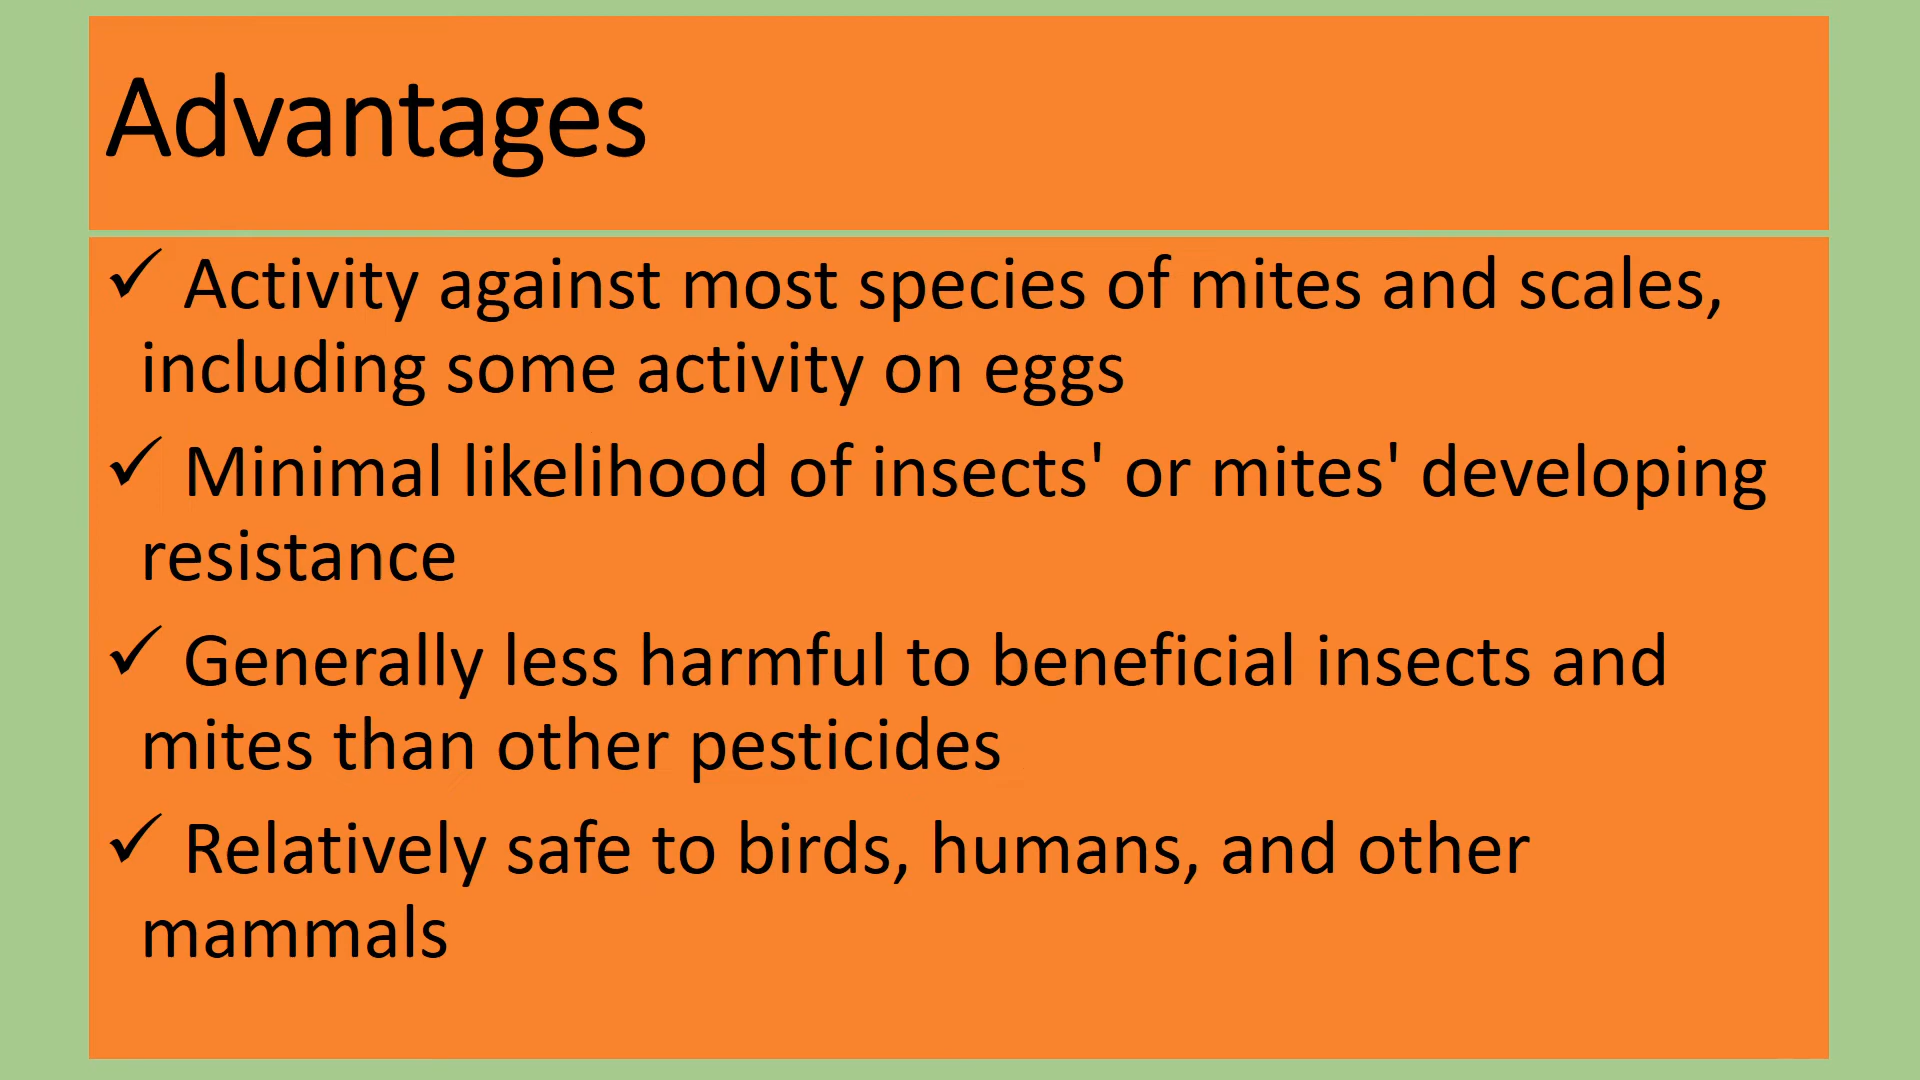 Advantages
✓ Activity against most species of mites and scales,
including some activity on eggs
✓ Minimal likelihood of insects' or mites' developing
resistance
✓ Generally less harmful to beneficial insects and
mites than other pesticides
✓ Relatively safe to birds, humans, and other
mammals